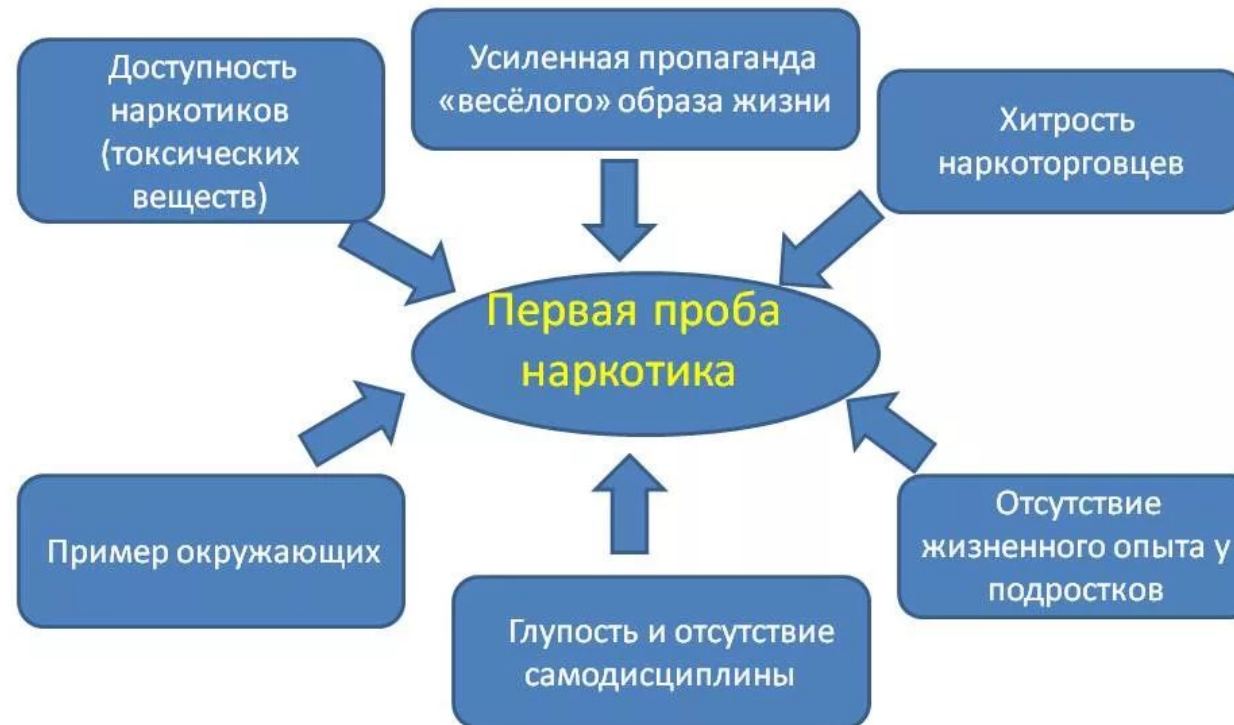 Доступность
наркотиков
(токсических
веществ)
Усиленная пропаганда
«весёлого» образа жизни
Хитрость
наркоторговцев
Первая проба
наркотика
Пример окружающих
Глупость и отсутствие
самодисциплины
Отсутствие
жизненного опыта у
подростков